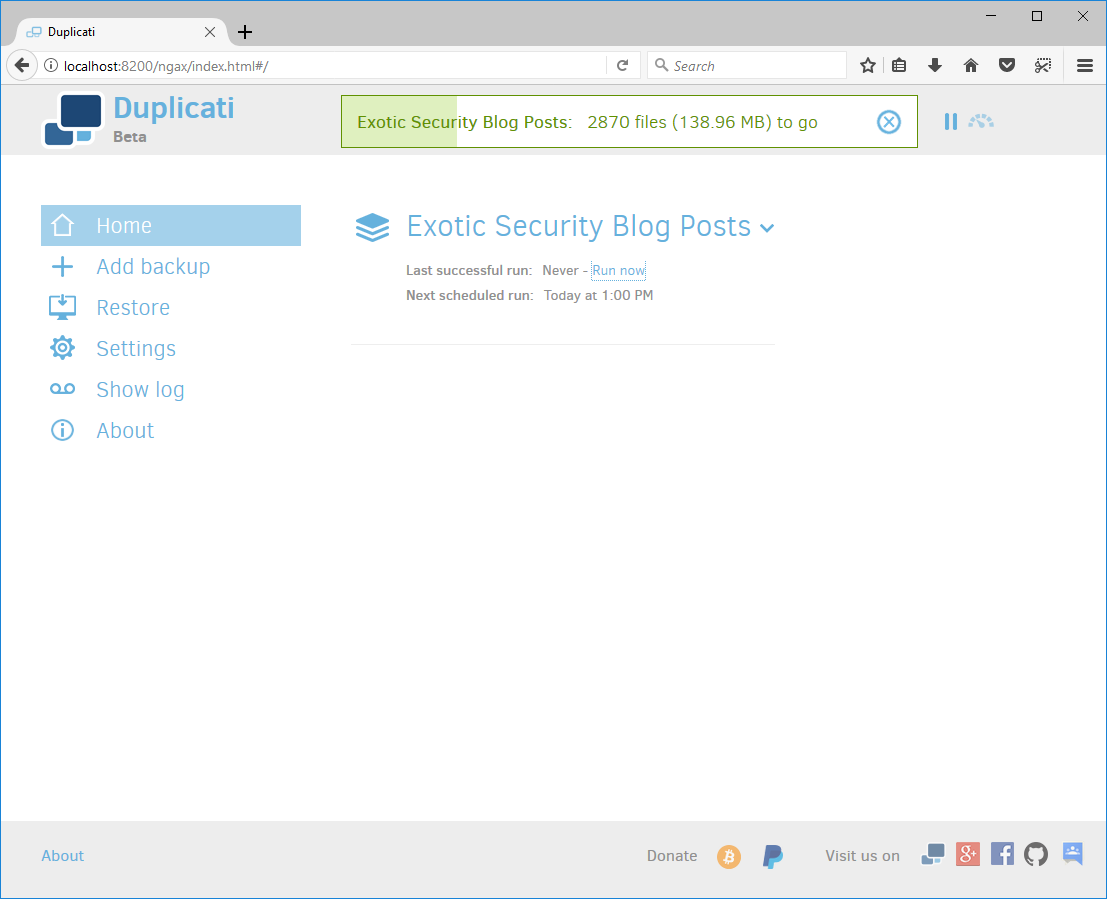 Duplicati
localhost:8200/ngax/index.html#/
Search
Duplicati
Beta
Exotic Security Blog Posts: 2870 files (138.96 MB) to go
Home
Add backup
Restore
Settings
Show log
About
Exotic Security Blog Posts
Last successful run: Never - Run now
Next scheduled run: Today at 1:00 PM
About
Donate
Visit us on
g+
f